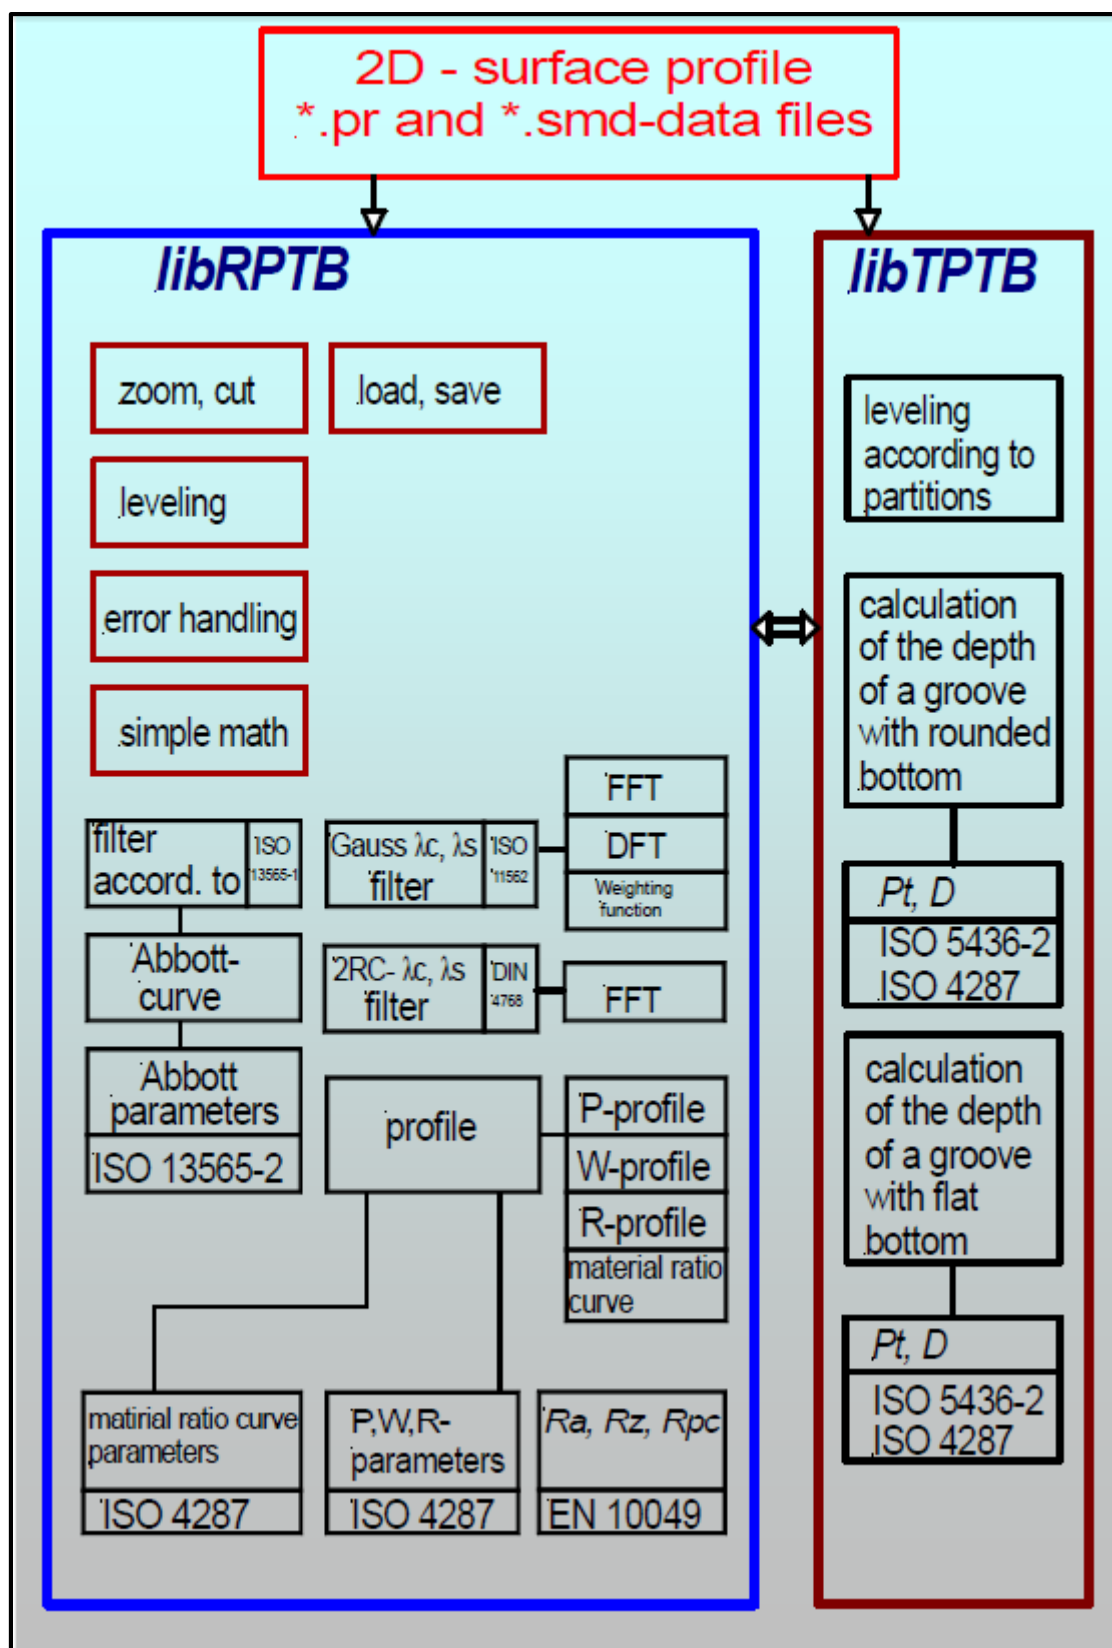 2D - surface profile
*.pr and *.smd-data files
libRPTB
zoom, cut
load, save
leveling
error handling
simple math
filter
accord. to
ISO
13565-1
Gauss λc, λs
filter
ISO
11562
FFT
DFT
Weighting
function
Abbott-
curve
2RC- λc, λs
filter
DIN
4768
FFT
Abbott
parameters
ISO 13565-2
profile
P-profile
W-profile
R-profile
material ratio
curve
matirial ratio curve
parameters
ISO 4287
P,W,R-
parameters
ISO 4287
Ra, Rz, Rpc
EN 10049
libTPTB
leveling
according to
partitions
calculation
of the depth
of a groove
with rounded
bottom
Pt, D
ISO 5436-2
ISO 4287
calculation
of the depth
of a groove
with flat
bottom
Pt, D
ISO 5436-2
ISO 4287